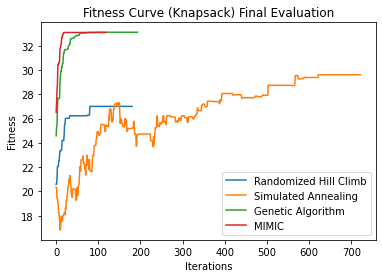 Fitness Curve (Knapsack) Final Evaluation
Fitness
32
30
28
26
24
22
20
18
0 100 200 300 400 500 600 700
Iterations
Randomized Hill Climb
Simulated Annealing
Genetic Algorithm
MIMIC